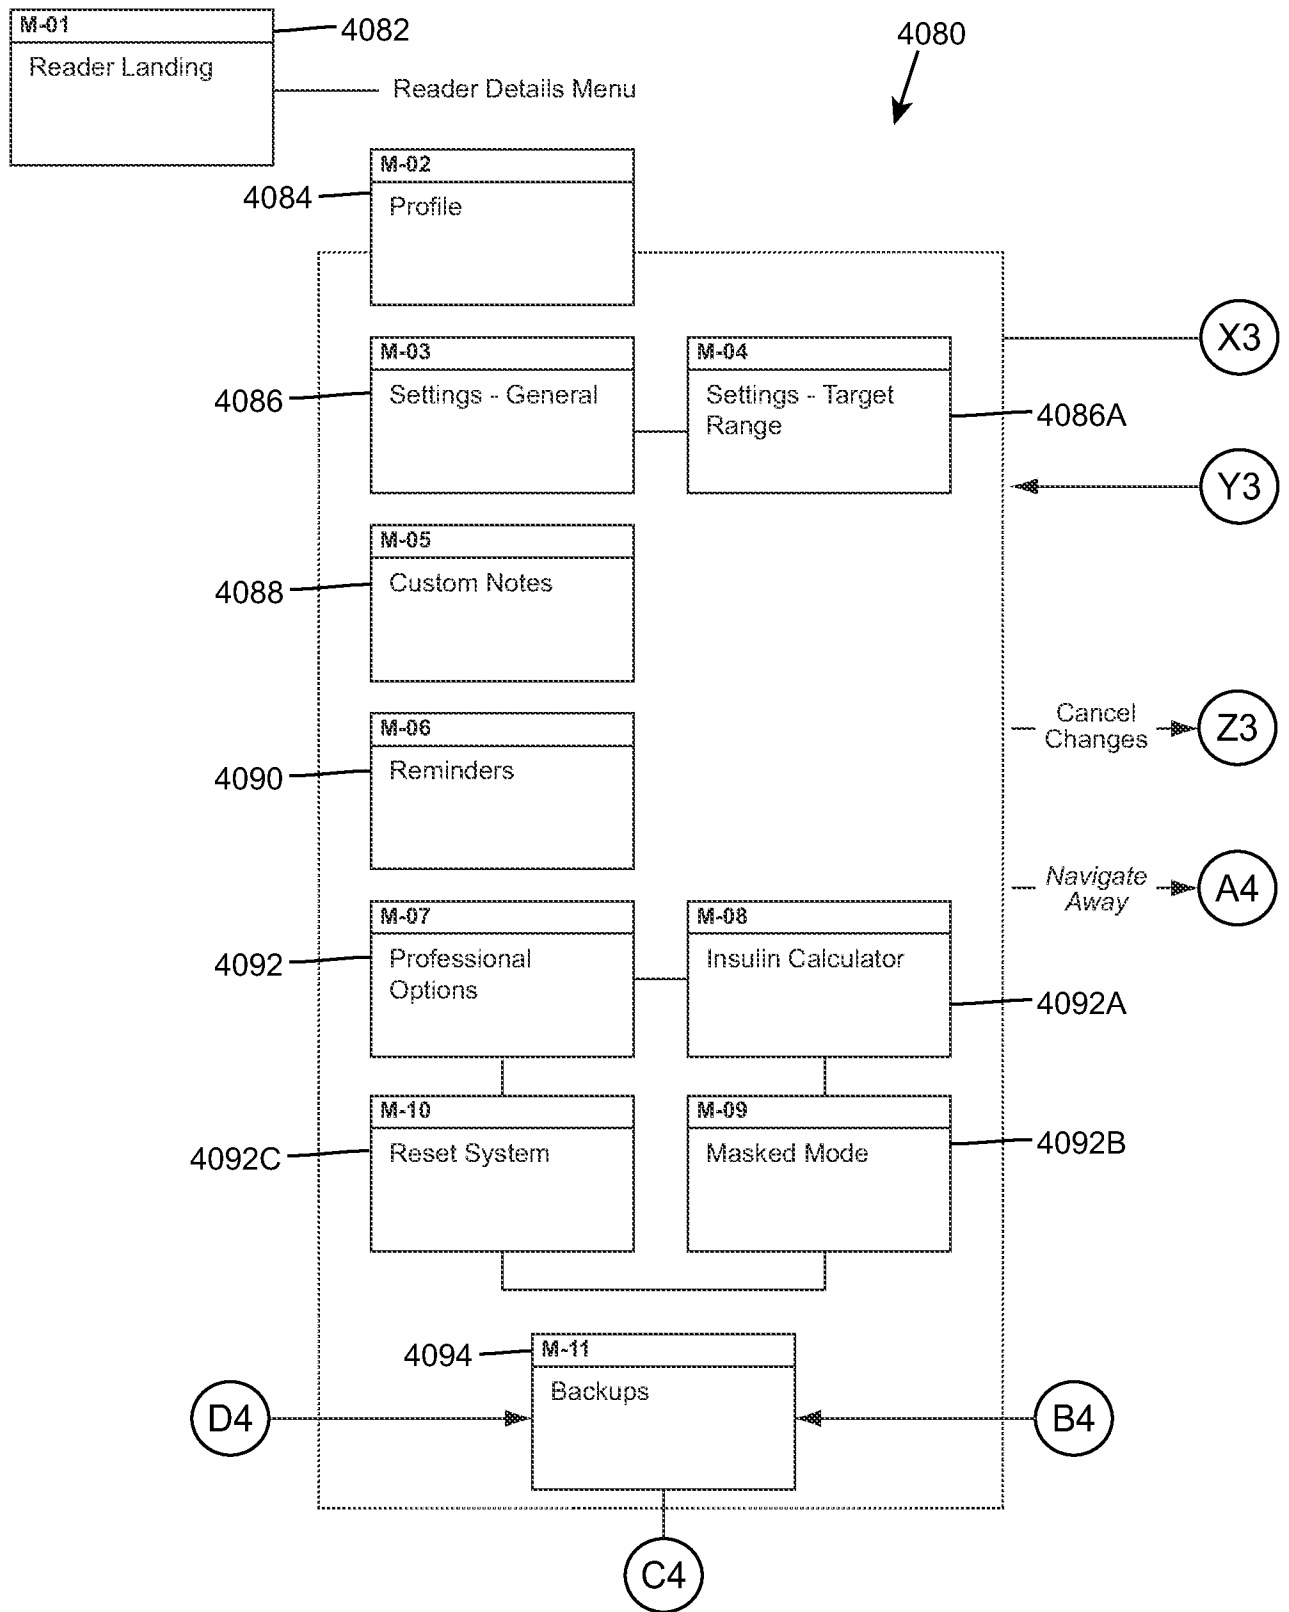 M-01
4082
4080
Reader Landing
Reader Details Menu
M-02
4084
Profile
X3
M-03
M-04
4086
Settings - General
Settings - Target
Range
4086A
Y3
M-05
4088
Custom Notes
M-06
4090
Reminders
Cancel
Changes
Z3
Navigate
Away
A4
M-07
M-08
4092
Professional
Options
Insulin Calculator
4092A
M-10
M-09
4092C
Reset System
Masked Mode
4092B
4094
M-11
Backups
D4
B4
C4